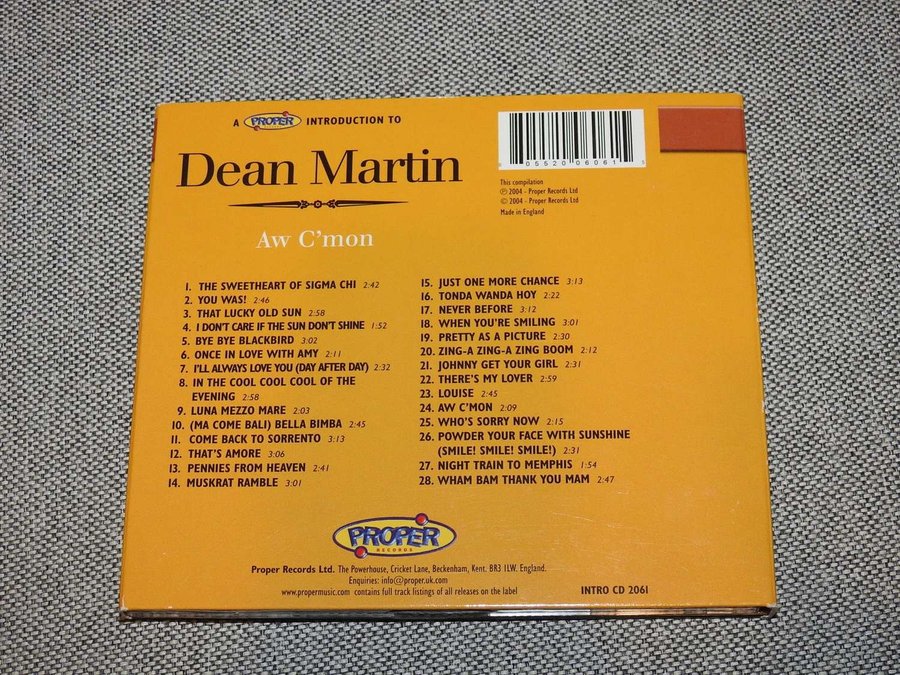 A PROPER INTRODUCTION TO
Dean Martin
Aw C'mon
05520 06061 5
This compilation
℗ 2004 - Proper Records Ltd
© 2004 - Proper Records Ltd
Made in England
1. THE SWEETHEART OF SIGMA CHI 2:42
2. YOU WAS! 2:46
3. THAT LUCKY OLD SUN 2:58
4. I DON'T CARE IF THE SUN DON'T SHINE 1:52
5. BYE BYE BLACKBIRD 3:02
6. ONCE IN LOVE WITH AMY 2:11
7. I'LL ALWAYS LOVE YOU (DAY AFTER DAY) 2:32
8. IN THE COOL COOL COOL OF THE
EVENING 2:58
9. LUNA MEZZO MARE 2:03
10. (MA COME BALI) BELLA BIMBA 2:45
11. COME BACK TO SORRENTO 3:13
12. THAT'S AMORE 3:06
13. PENNIES FROM HEAVEN 2:41
14. MUSKRAT RAMBLE 3:01
15. JUST ONE MORE CHANCE 3:13
16. TONDA WANDA HOY 2:22
17. NEVER BEFORE 3:12
18. WHEN YOU'RE SMILING 3:01
19. PRETTY AS A PICTURE 2:30
20. ZING-A ZING-A ZING BOOM 2:12
21. JOHNNY GET YOUR GIRL 2:31
22. THERE'S MY LOVER 2:59
23. LOUISE 2:45
24. AW C'MON 2:09
25. WHO'S SORRY NOW 2:15
26. POWDER YOUR FACE WITH SUNSHINE
(SMILE! SMILE! SMILE!) 2:31
27. NIGHT TRAIN TO MEMPHIS 1:54
28. WHAM BAM THANK YOU MAM 2:47
PROPER
RECORDS
Proper Records Ltd. The Powerhouse, Cricket Lane, Beckenham, Kent. BR3 1LW. England.
Enquiries: info@proper.uk.com
www.propermusic.com contains full track listings of all releases on the label
INTRO CD 2061